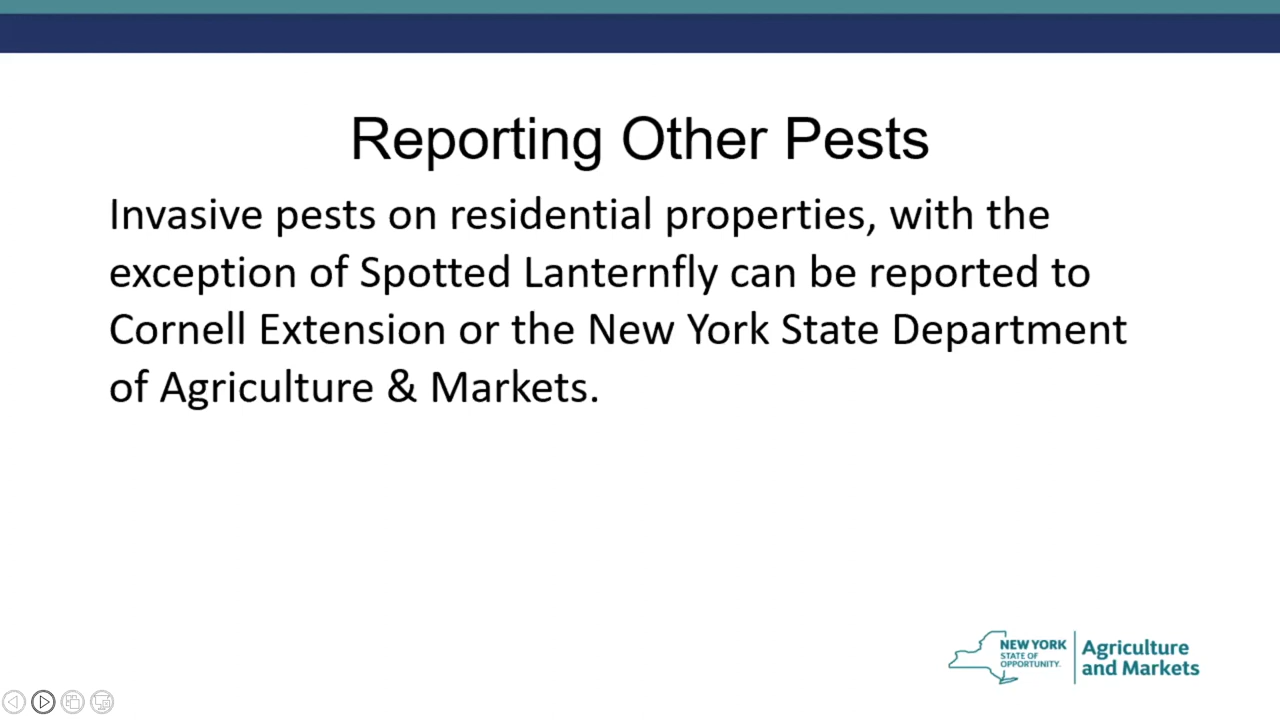 Reporting Other Pests
Invasive pests on residential properties, with the
exception of Spotted Lanternfly can be reported to
Cornell Extension or the New York State Department
of Agriculture & Markets.
NEW YORK
STATE OF
OPPORTUNITY.
Agriculture
and Markets